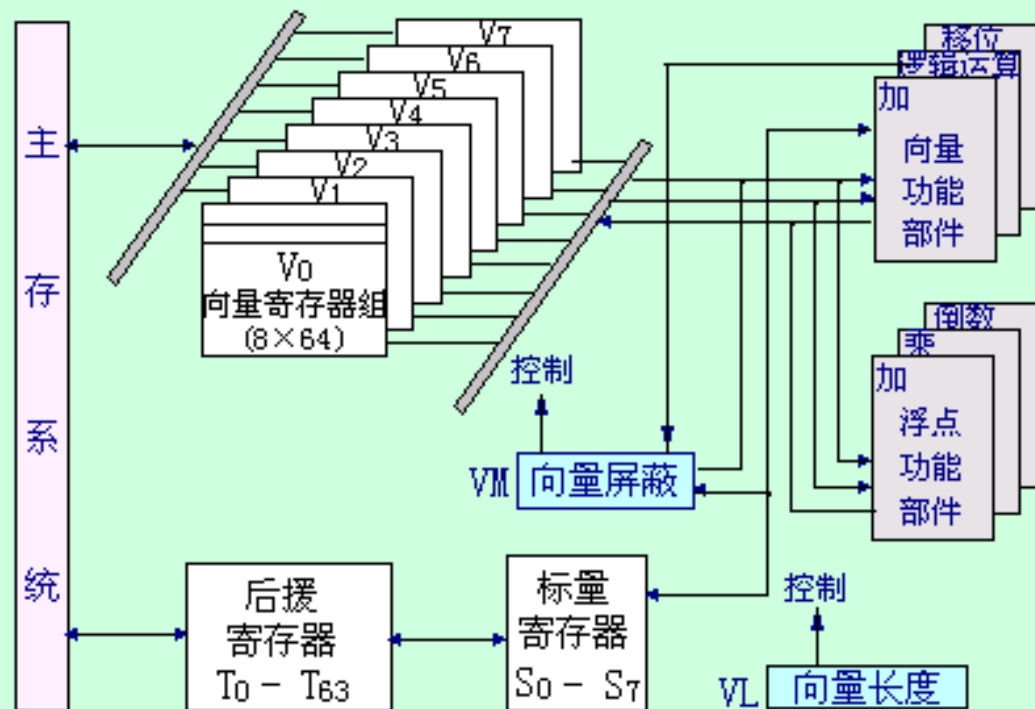 主
存
系
统
V7
V6
V5
V4
V3
V2
V1
V0
向量寄存器组
(8×64)
移位
逻辑运算
加
向量
功能
部件
倒数
乘
加
浮点
功能
部件
控制
VM 向量屏蔽
后援
寄存器
T0 - T63
标量
寄存器
S0 - S7
控制
VL 向量长度